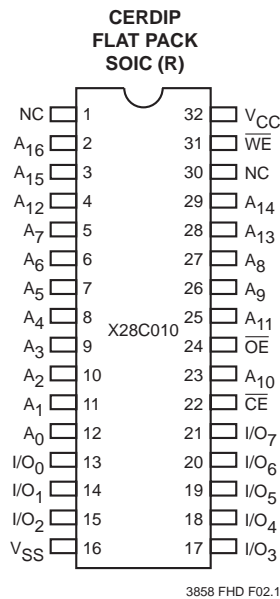 CERDIP
FLAT PACK
SOIC (R)
NC 1 32 VCC
A16 2 31 WE
A15 3 30 NC
A12 4 29 A14
A7 5 28 A13
A6 6 27 A8
A5 7 26 A9
A4 8 25 A11
X28C010
A3 9 24 OE
A2 10 23 A10
A1 11 22 CE
A0 12 21 I/O7
I/O0 13 20 I/O6
I/O1 14 19 I/O5
I/O2 15 18 I/O4
VSS 16 17 I/O3
3858 FHD F02.1